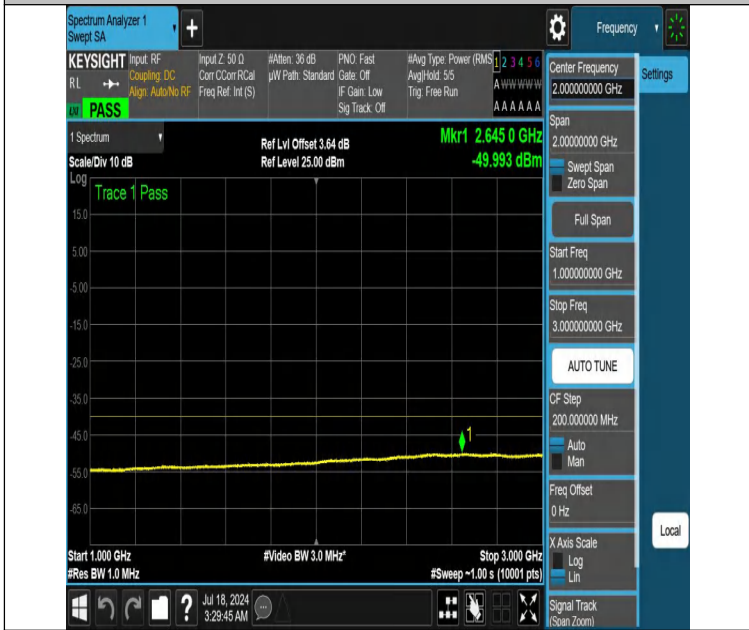 Spectrum Analyzer 1
Swept SA
+
Frequency
KEYSIGHT
RL
PASS
Input: RF
Coupling: DC
Align: Auto/No RF
Input Z: 50 Ω
Corr CCorr RCal
Freq Ref: Int (S)
#Atten: 36 dB
µW Path: Standard
PNO: Fast
Gate: Off
IF Gain: Low
Sig Track: Off
#Avg Type: Power (RMS
Avg|Hold: 5/5
Trig: Free Run
1 2 3 4 5 6
A W W W W W
A A A A A A
1 Spectrum
Scale/Div 10 dB
Ref Lvl Offset 3.64 dB
Ref Level 25.00 dBm
Mkr1 2.645 0 GHz
-49.993 dBm
Log
Trace 1 Pass
15.0
5.00
-5.00
-15.0
-25.0
-35.0
-45.0
-55.0
-65.0
1
Start 1.000 GHz
#Res BW 1.0 MHz
#Video BW 3.0 MHz*
Stop 3.000 GHz
#Sweep ~1.00 s (10001 pts)
Center Frequency
2.000000000 GHz
Settings
Span
2.00000000 GHz
Swept Span
Zero Span
Full Span
Start Freq
1.000000000 GHz
Stop Freq
3.000000000 GHz
AUTO TUNE
CF Step
200.000000 MHz
Auto
Man
Freq Offset
0 Hz
X Axis Scale
Log
Lin
Local
Signal Track
(Span Zoom)
?
Jul 18, 2024
3:29:45 AM